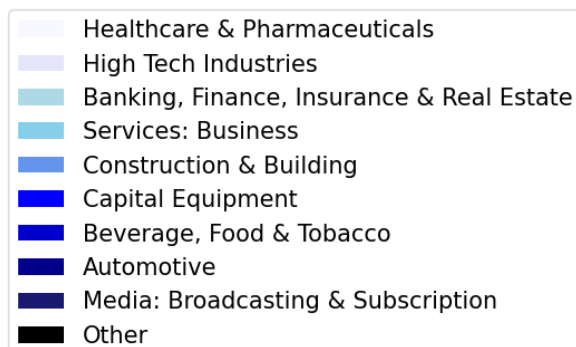 Healthcare & Pharmaceuticals
High Tech Industries
Banking, Finance, Insurance & Real Estate
Services: Business
Construction & Building
Capital Equipment
Beverage, Food & Tobacco
Automotive
Media: Broadcasting & Subscription
Other